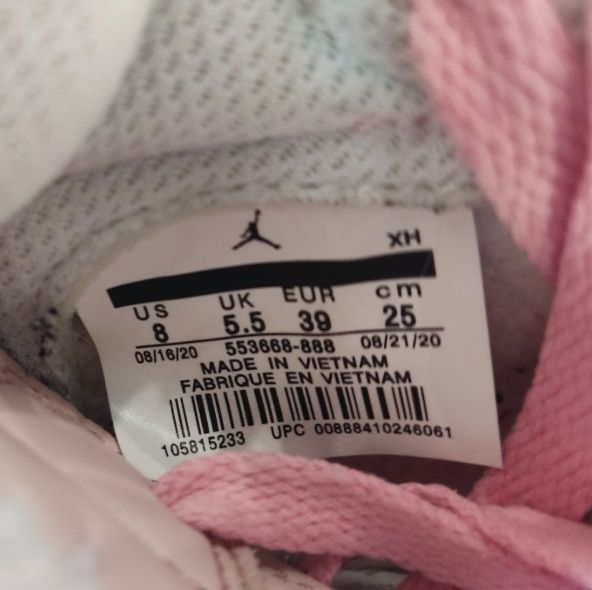 XH
US UK EUR cm
8 5.5 39 25
08/16/20 553668-888 08/21/20
MADE IN VIETNAM
FABRIQUE EN VIETNAM
105815233 UPC 00888410246061